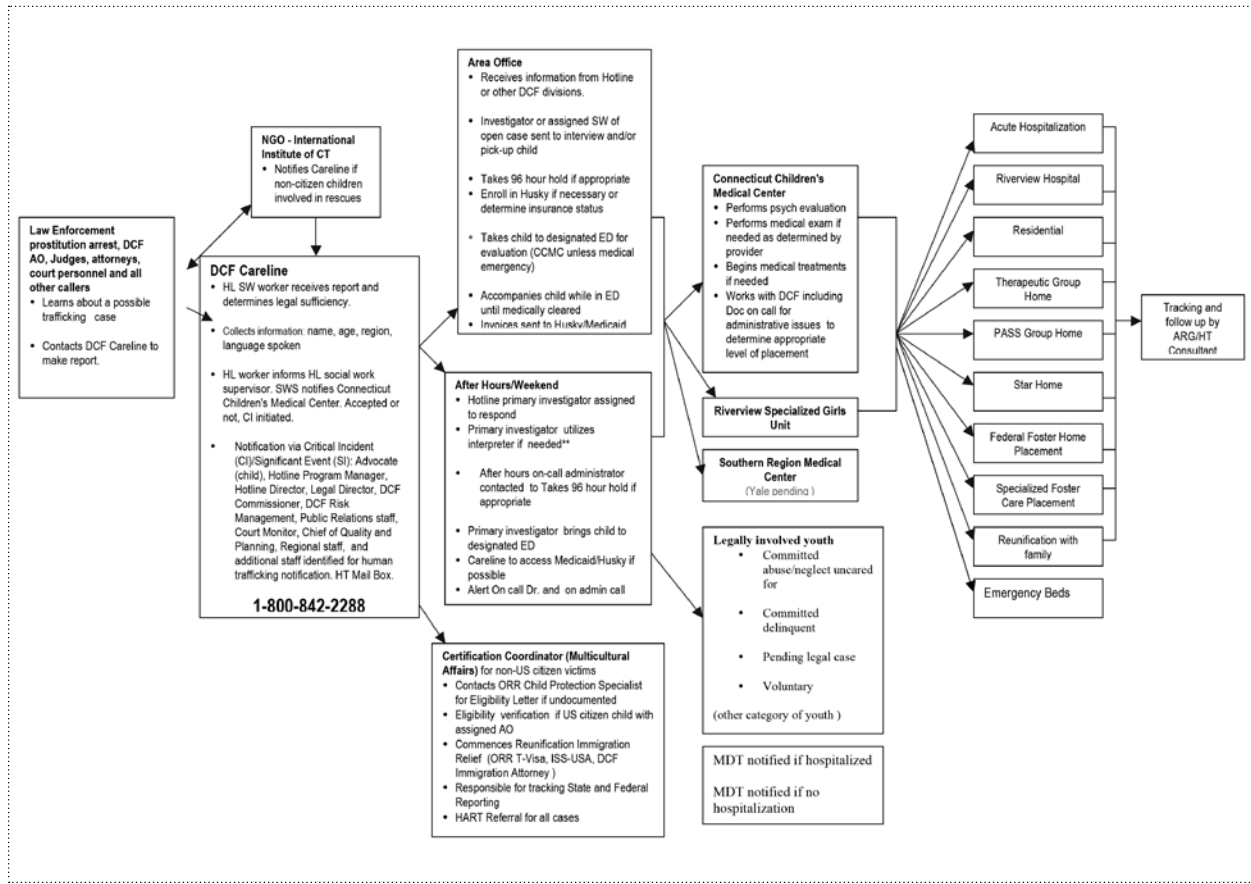 Law Enforcement
prostitution arrest, DCF
AO, Judges, attorneys,
court personnel and all
other callers
• Learns about a possible
trafficking case
• Contacts DCF Careline to
make report.
NGO - International
Institute of CT
• Notifies Careline if
non-citizen children
involved in rescues
DCF Careline
• HL SW worker receives report and
determines legal sufficiency.
• Collects information: name, age, region,
language spoken
• HL worker informs HL social work
supervisor. SWS notifies Connecticut
Children's Medical Center. Accepted or
not, CI initiated.
• Notification via Critical Incident
(CI)/Significant Event (SI): Advocate
(child), Hotline Program Manager,
Hotline Director, Legal Director, DCF
Commissioner, DCF Risk
Management, Public Relations staff,
Court Monitor, Chief of Quality and
Planning, Regional staff, and
additional staff identified for human
trafficking notification. HT Mail Box.
1-800-842-2288
Area Office
• Receives information from Hotline
or other DCF divisions.
• Investigator or assigned SW of
open case sent to interview and/or
pick-up child
• Takes 96 hour hold if appropriate
• Enroll in Husky if necessary or
determine insurance status
• Takes child to designated ED for
evaluation (CCMC unless medical
emergency)
• Accompanies child while in ED
until medically cleared
• Invoices sent to Husky/Medicaid
After Hours/Weekend
• Hotline primary investigator assigned
to respond
• Primary investigator utilizes
interpreter if needed**
• After hours on-call administrator
contacted to Takes 96 hour hold if
appropriate
• Primary investigator brings child to
designated ED
• Careline to access Medicaid/Husky if
possible
• Alert On call Dr. and on admin call
Certification Coordinator (Multicultural
Affairs) for non-US citizen victims
• Contacts ORR Child Protection Specialist
for Eligibility Letter if undocumented
• Eligibility verification if US citizen child with
assigned AO
• Commences Reunification Immigration
Relief (ORR T-Visa, ISS-USA, DCF
Immigration Attorney )
• Responsible for tracking State and Federal
Reporting
• HART Referral for all cases
Connecticut Children's
Medical Center
• Performs psych evaluation
• Performs medical exam if
needed as determined by
provider
• Begins medical treatments
if needed
• Works with DCF including
Doc on call for
administrative issues to
determine appropriate
level of placement
Riverview Specialized Girls
Unit
Southern Region Medical
Center
(Yale pending )
Legally involved youth
• Committed
abuse/neglect uncared
for
• Committed
delinquent
• Pending legal case
• Voluntary
(other category of youth )
MDT notified if hospitalized
MDT notified if no
hospitalization
Acute Hospitalization
Riverview Hospital
Residential
Therapeutic Group
Home
PASS Group Home
Star Home
Federal Foster Home
Placement
Specialized Foster
Care Placement
Reunification with
family
Emergency Beds
Tracking and
follow up by
ARG/HT
Consultant